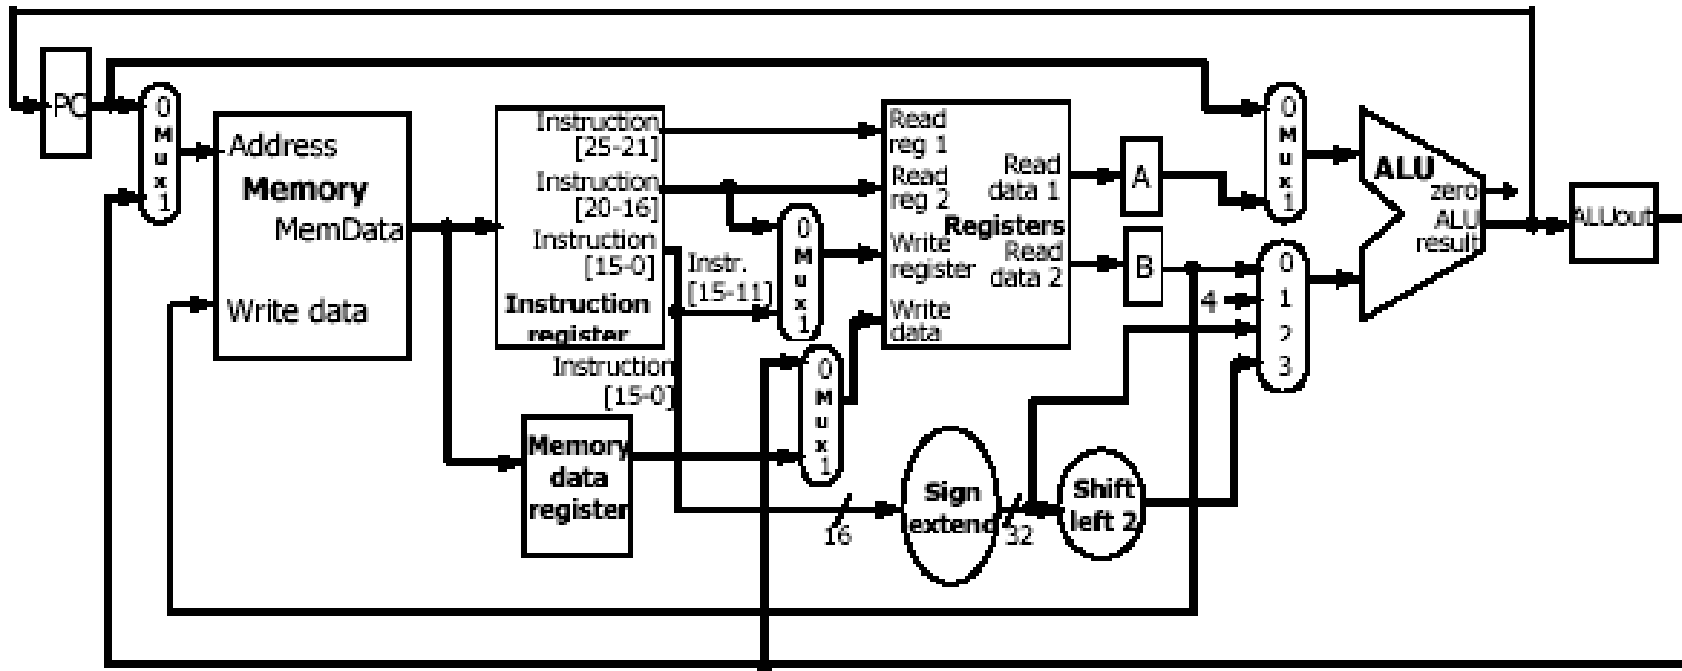 PC
0
M
u
x
1
Address
Memory
MemData
Write data
Instruction
[25-21]
Instruction
[20-16]
Instruction
[15-0]
Instruction
register
Instr.
[15-11]
Instruction
[15-0]
Memory
data
register
0
M
u
x
1
0
M
u
x
1
Read
reg 1
Read
reg 2
Write
register
Write
data
Read
data 1
Registers
Read
data 2
16
Sign
extend
32
Shift
left 2
A
B
4
0
M
u
x
1
0
1
2
3
ALU
zero
ALU
result
ALUout